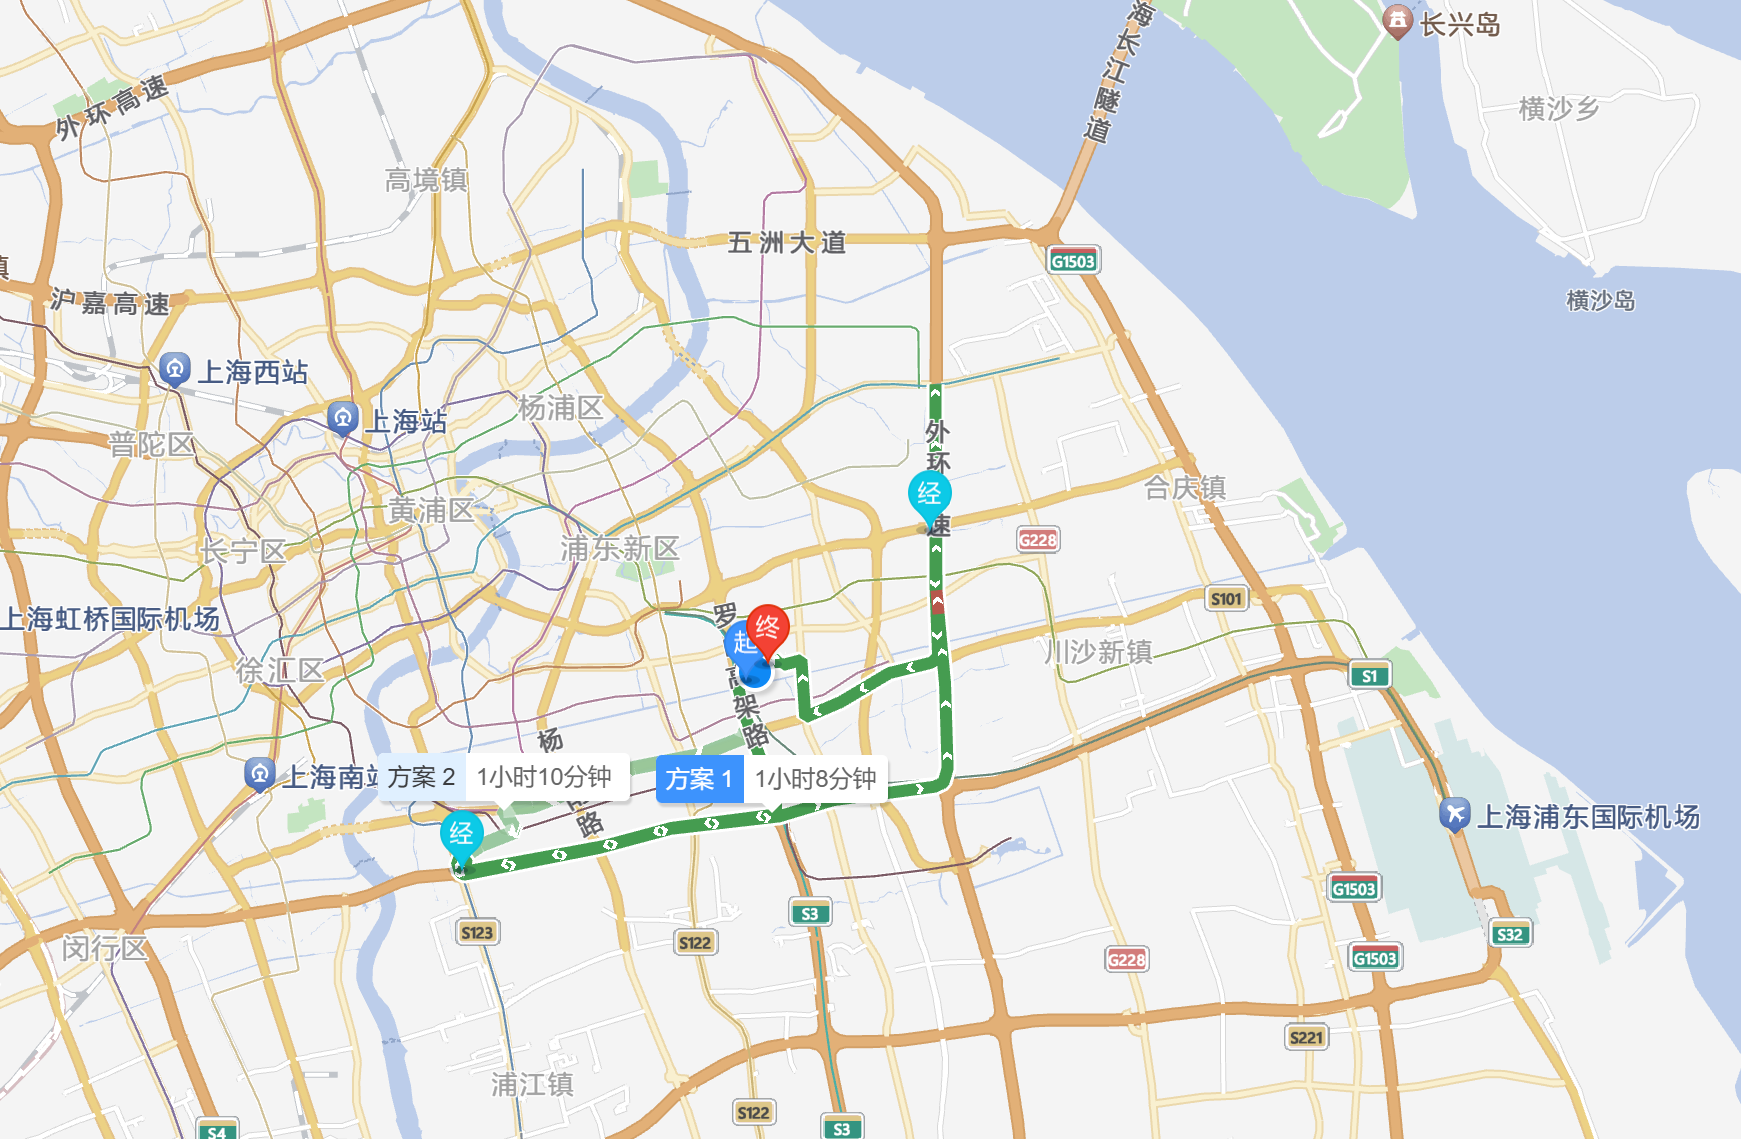 海长江隧道
长兴岛
外环高速
横沙乡
高境镇
五洲大道
G1503
镇
沪嘉高速
横沙岛
上海西站
杨浦区
上海站
普陀区
外环
合庆镇
经
黄浦区
速
G228
长宁区
浦东新区
S101
上海虹桥国际机场
罗
终
起
川沙新镇
徐汇区
S1
高架路
杨
上海南站
方案 2
1小时10分钟
方案 1
1小时8分钟
路
上海浦东国际机场
经
G1503
S3
S123
S122
S32
闵行区
G228
G1503
S221
浦江镇
S122
S3
S4